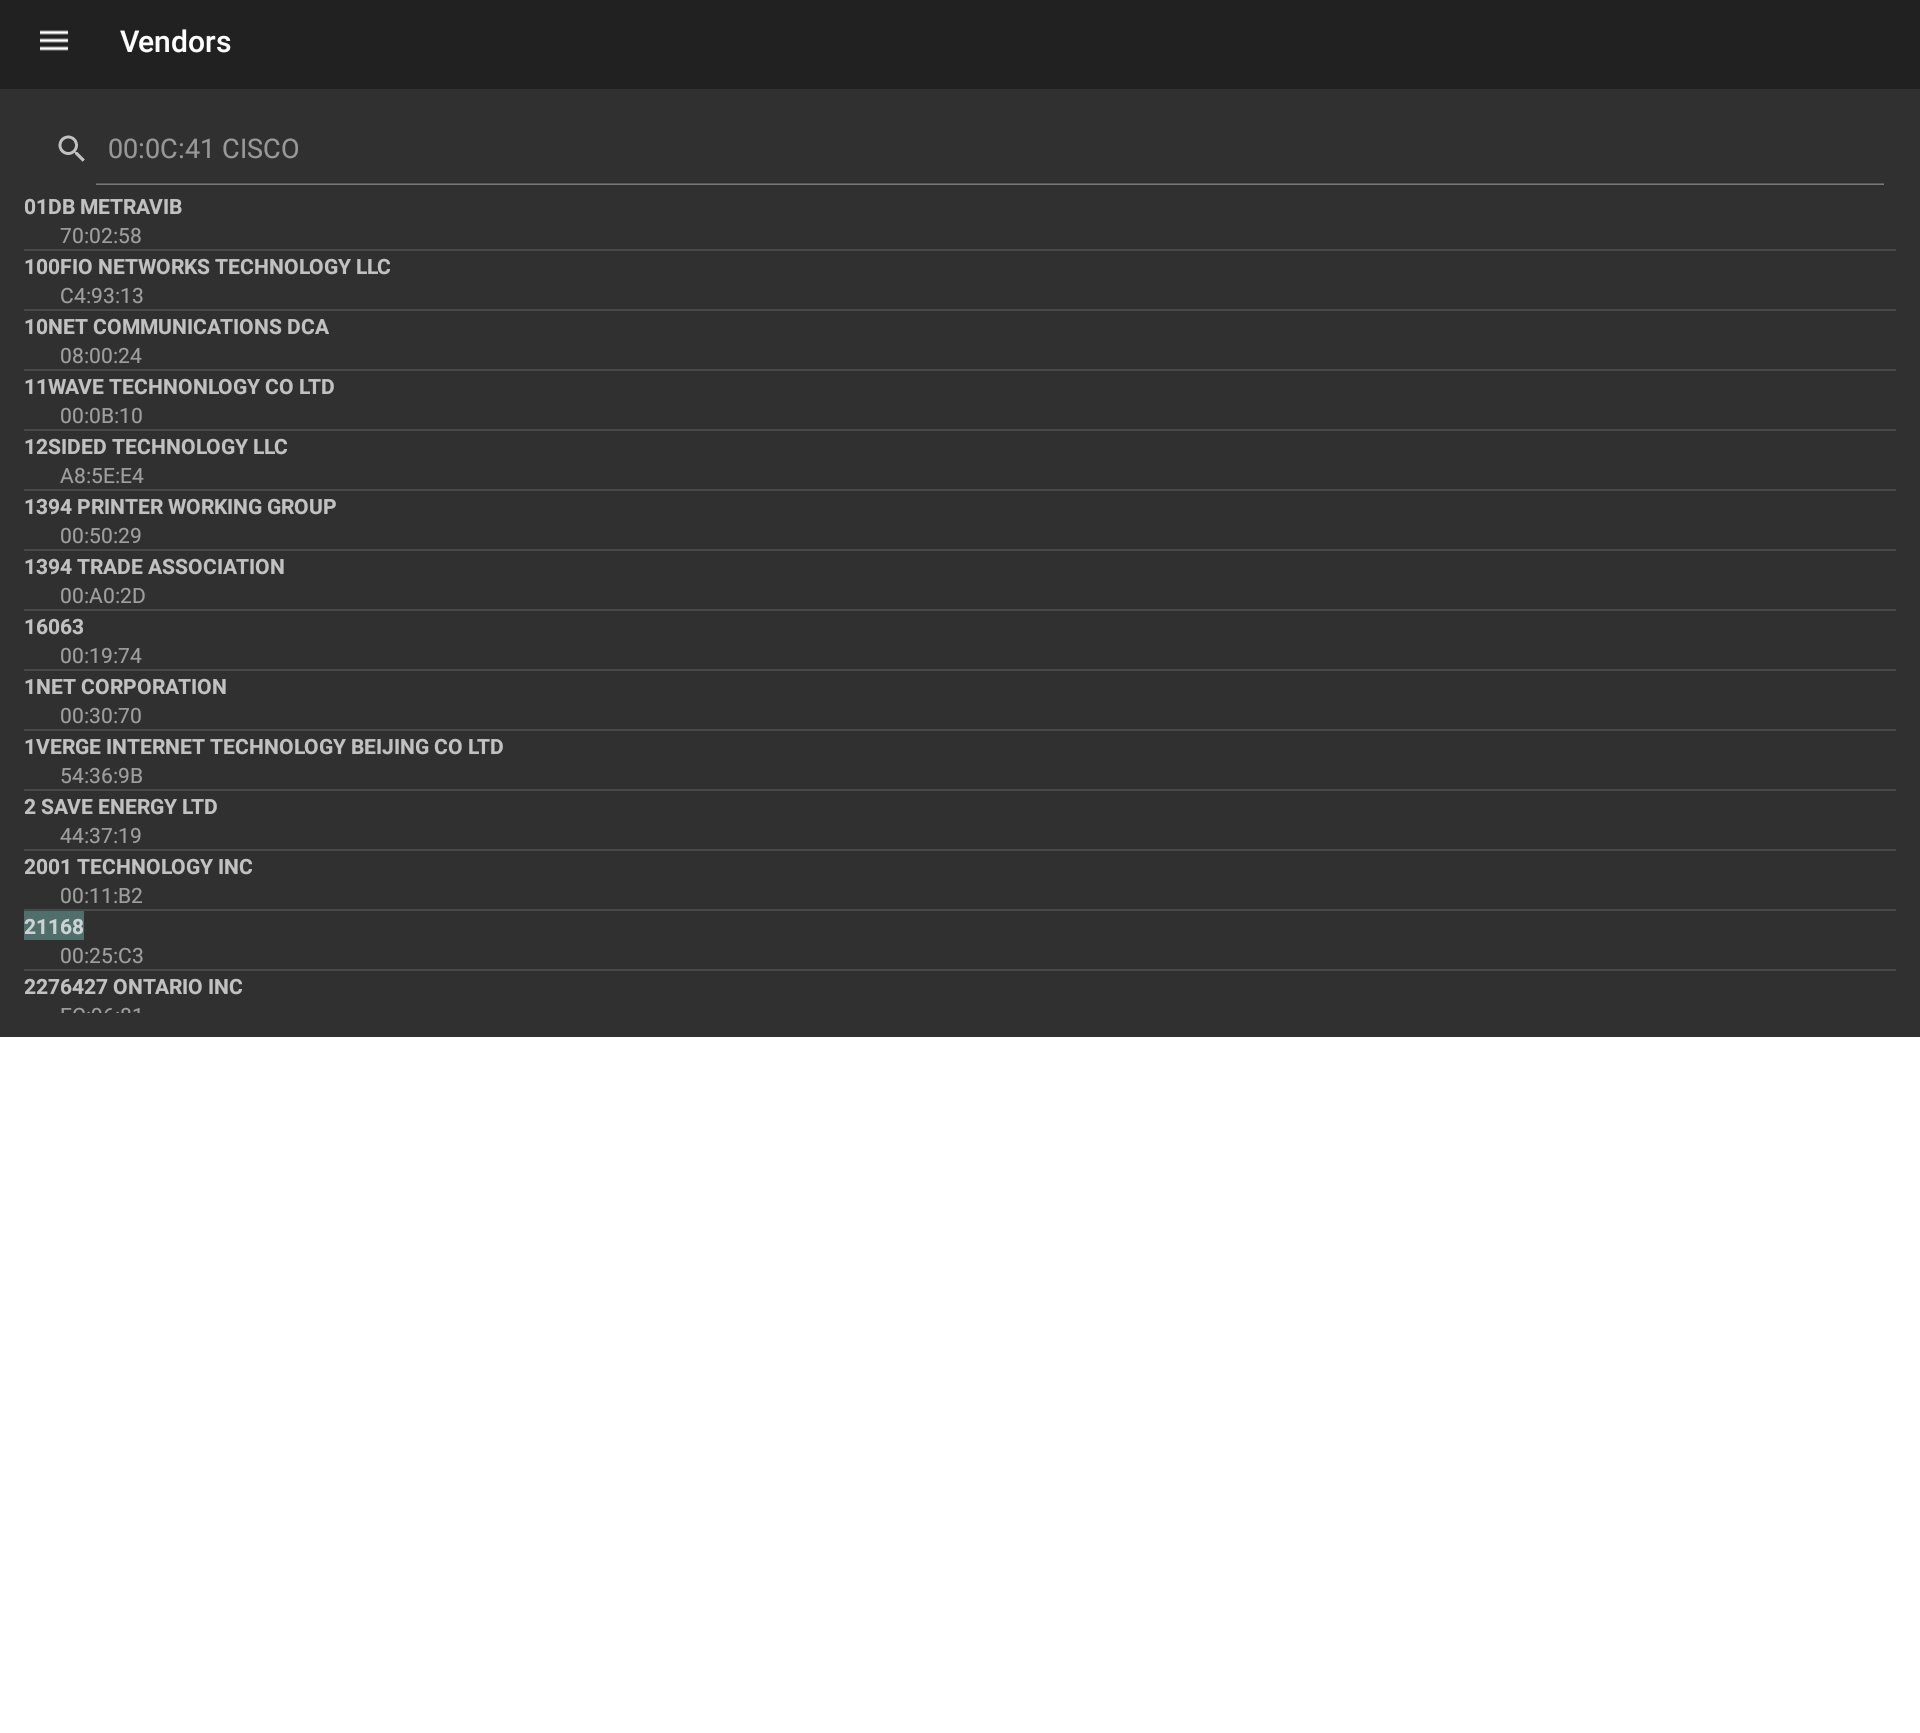 Vendors
00:0C:41 CISCO
01DB METRAVIB
70:02:58
100FIO NETWORKS TECHNOLOGY LLC
C4:93:13
10NET COMMUNICATIONS DCA
08:00:24
11WAVE TECHNONLOGY CO LTD
00:0B:10
12SIDED TECHNOLOGY LLC
A8:5E:E4
1394 PRINTER WORKING GROUP
00:50:29
1394 TRADE ASSOCIATION
00:A0:2D
16063
00:19:74
1NET CORPORATION
00:30:70
1VERGE INTERNET TECHNOLOGY BEIJING CO LTD
54:36:9B
2 SAVE ENERGY LTD
44:37:19
2001 TECHNOLOGY INC
00:11:B2
21168
00:25:C3
2276427 ONTARIO INC